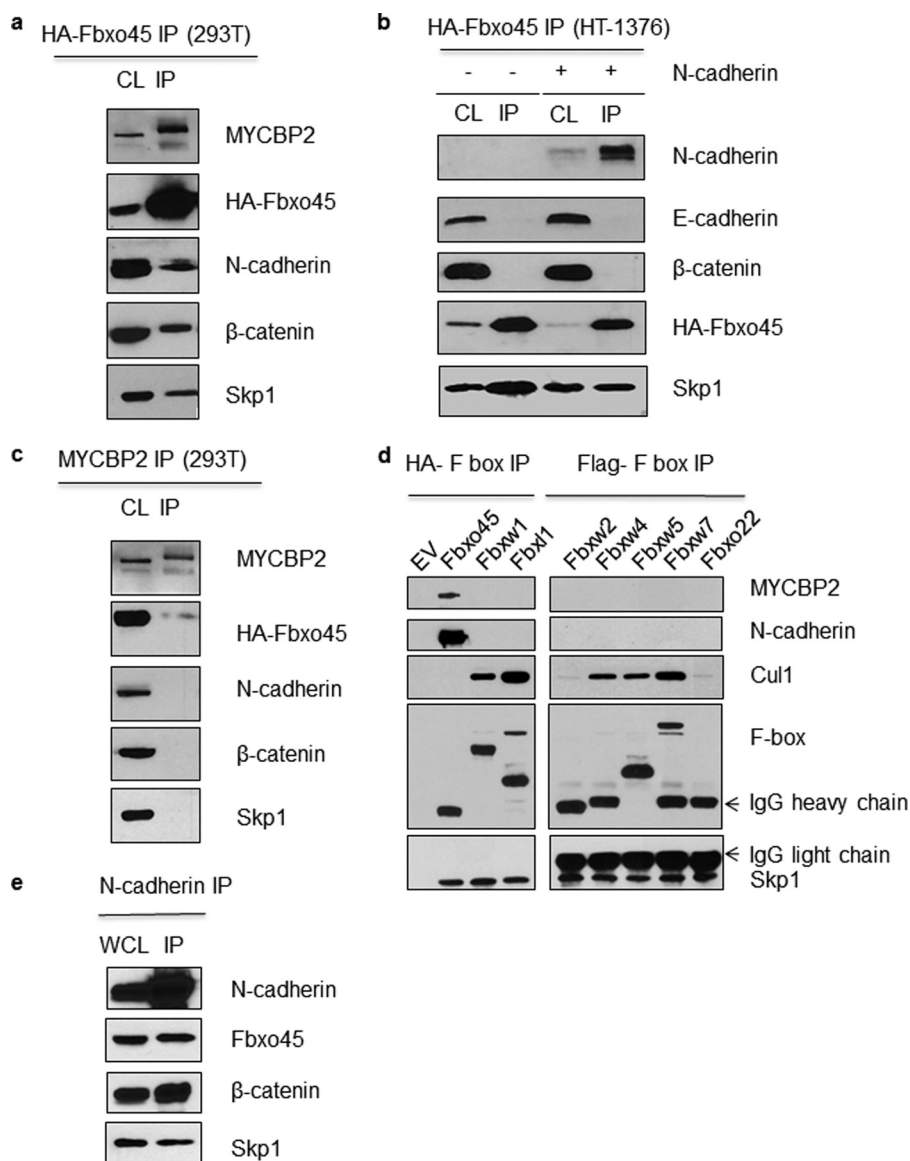 a
HA-Fbxo45 IP (293T)
CL IP
MYCBP2
HA-Fbxo45
N-cadherin
β-catenin
Skp1
b
HA-Fbxo45 IP (HT-1376)
- - + + N-cadherin
CL IP CL IP
N-cadherin
E-cadherin
β-catenin
HA-Fbxo45
Skp1
c
MYCBP2 IP (293T)
CL IP
MYCBP2
HA-Fbxo45
N-cadherin
β-catenin
Skp1
d
HA- F box IP Flag- F box IP
EV Fbxo45 Fbxw1 Fbxl1 Fbxw2 Fbxw4 Fbxw5 Fbxw7 Fbxo22
MYCBP2
N-cadherin
Cul1
F-box
IgG heavy chain
IgG light chain
Skp1
e
N-cadherin IP
WCL IP
N-cadherin
Fbxo45
β-catenin
Skp1